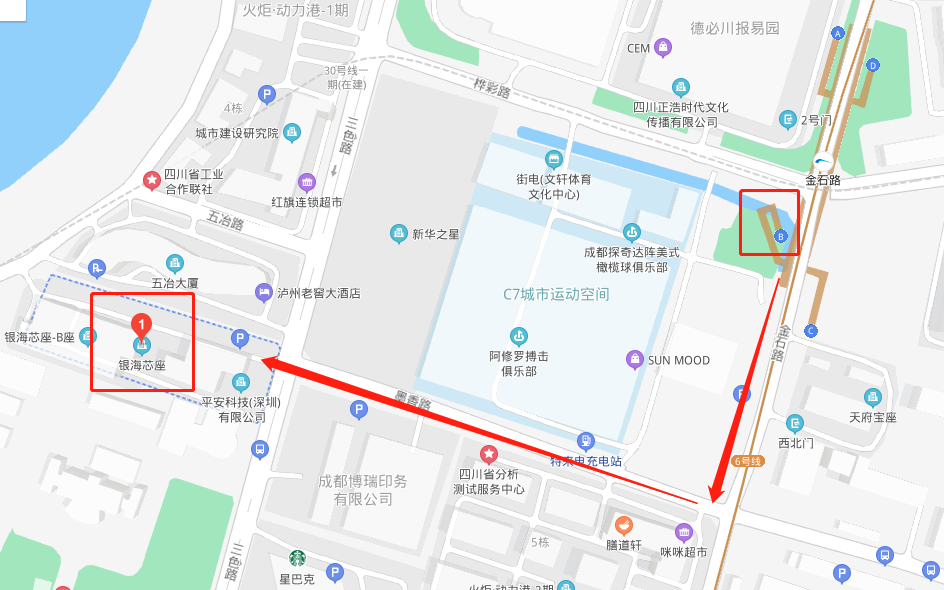 火炬·动力港-1期
德必川报易园
CEM
A
D
30号线一
期(在建)
桦彩路
P
4栋
四川正浩时代文化
传播有限公司
2号门
城市建设研究院
三色路
金石路
四川省工业
合作联社
街电(文轩体育
文化中心)
红旗连锁超市
五冶路
新华之星
B
成都探奇达阵美式
橄榄球俱乐部
五冶大厦
泸州老窖大酒店
C7城市运动空间
1
C
金石路
银海芯座-B座
P
银海芯座
阿修罗搏击
俱乐部
SUN MOOD
平安科技(深圳)
有限公司
墨香路
P
P
天府宝座
西北门
特来电充电站
6号线
四川省分析
测试服务中心
成都博瑞印务
有限公司
5栋
膳道轩
咪咪超市
三色路
星巴克
P
P
火炬·动力港-2期